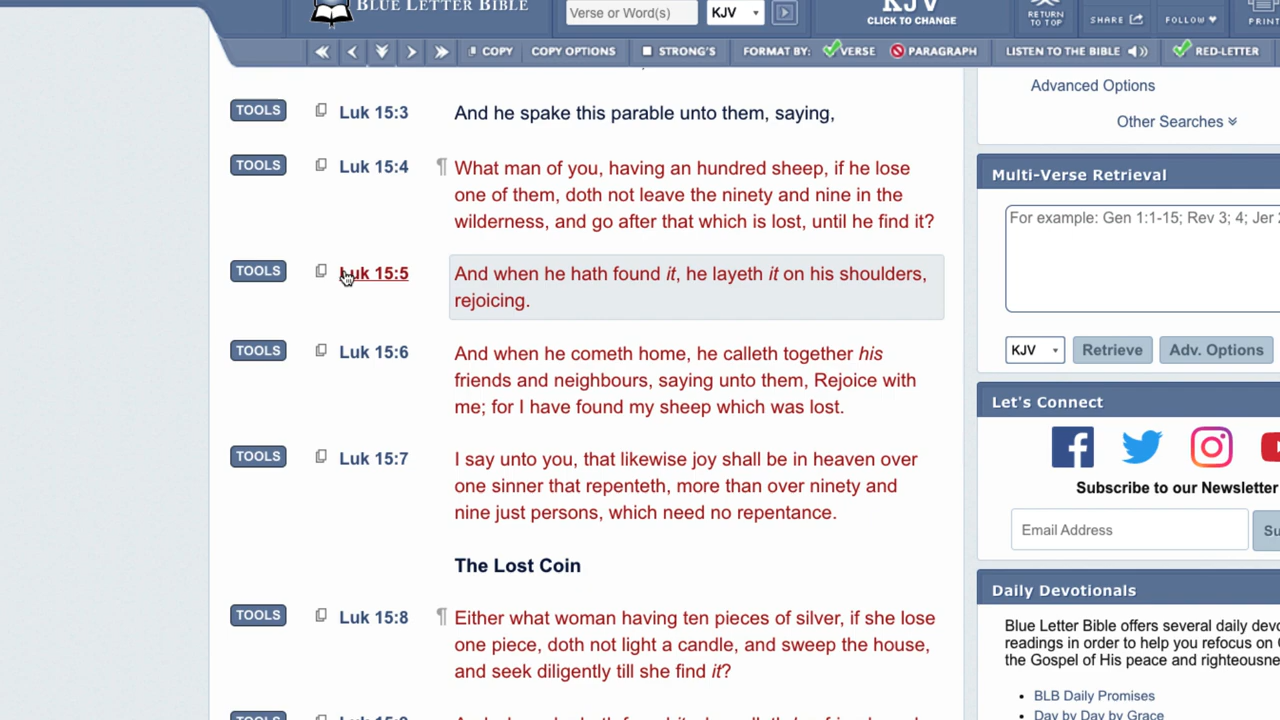 BLUE LETTER BIBLE
Verse or Word(s)
KJV
KJV
CLICK TO CHANGE
RETURN
TO TOP
SHARE
FOLLOW
PRINT
COPY
COPY OPTIONS
STRONG'S
FORMAT BY:
VERSE
PARAGRAPH
LISTEN TO THE BIBLE
RED-LETTER
TOOLS
Luk 15:3
And he spake this parable unto them, saying,
TOOLS
Luk 15:4
¶ What man of you, having an hundred sheep, if he lose
one of them, doth not leave the ninety and nine in the
wilderness, and go after that which is lost, until he find it?
TOOLS
Luk 15:5
And when he hath found it, he layeth it on his shoulders,
rejoicing.
TOOLS
Luk 15:6
And when he cometh home, he calleth together his
friends and neighbours, saying unto them, Rejoice with
me; for I have found my sheep which was lost.
TOOLS
Luk 15:7
I say unto you, that likewise joy shall be in heaven over
one sinner that repenteth, more than over ninety and
nine just persons, which need no repentance.
The Lost Coin
TOOLS
Luk 15:8
¶ Either what woman having ten pieces of silver, if she lose
one piece, doth not light a candle, and sweep the house,
and seek diligently till she find it?
Advanced Options
Other Searches
Multi-Verse Retrieval
For example: Gen 1:1-15; Rev 3; 4; Jer
KJV
Retrieve
Adv. Options
Let's Connect
Subscribe to our Newsletter
Email Address
Su
Daily Devotionals
Blue Letter Bible offers several daily devo
readings in order to help you refocus on
the Gospel of His peace and righteousne
• BLB Daily Promises
• Day by Day by Grace